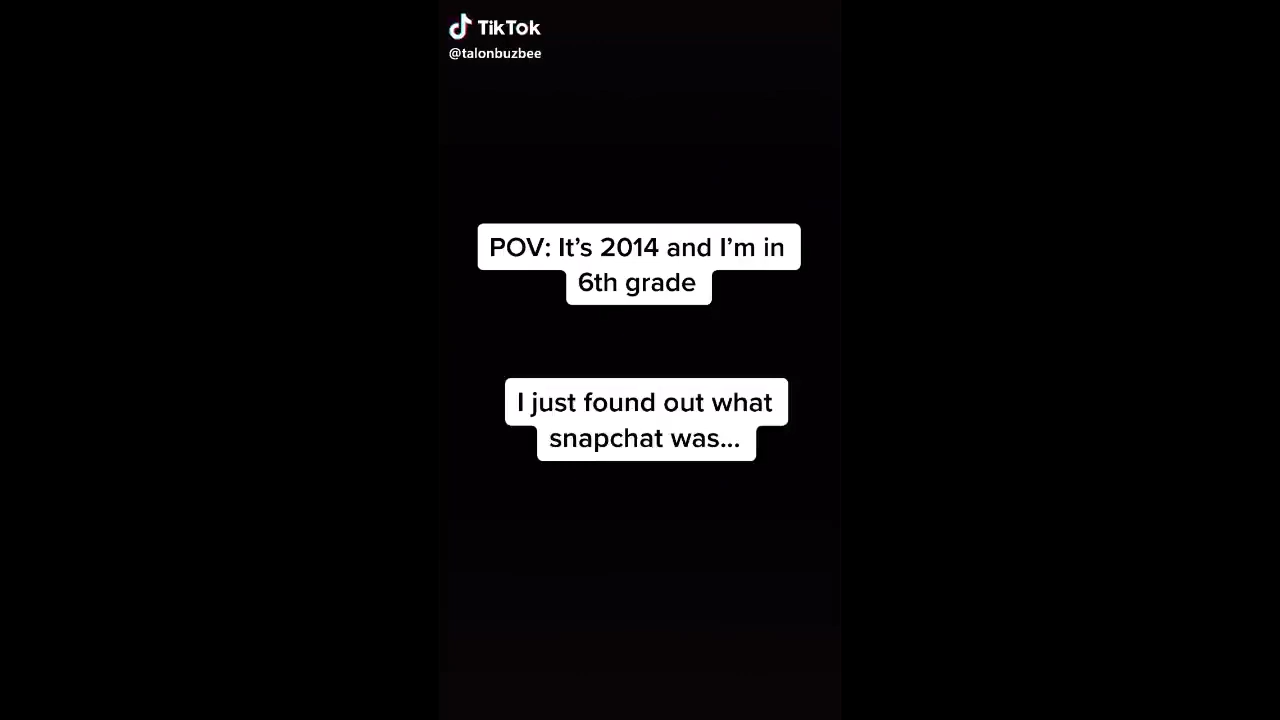 TikTok
@talonbuzbee
POV: It's 2014 and I'm in
6th grade
I just found out what
snapchat was...